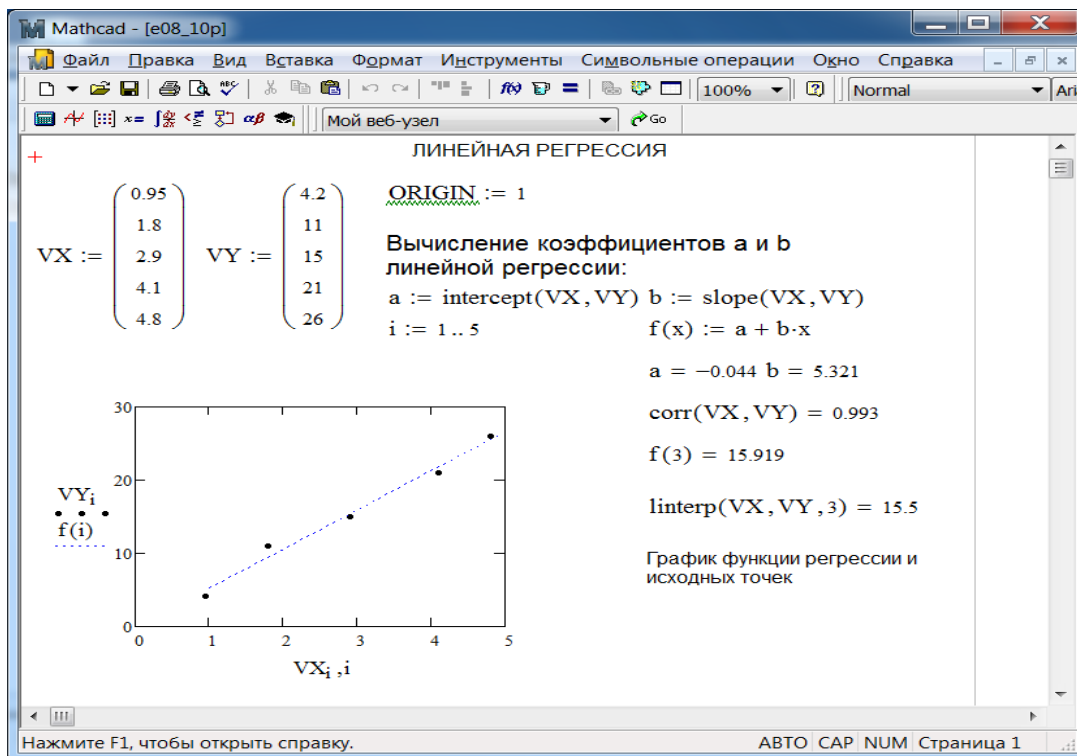 Mathcad - [e08_10p]
Файл Правка Вид Вставка Формат Инструменты Символьные операции Окно Справка
100% Normal Ari
Мой веб-узел Go
ЛИНЕЙНАЯ РЕГРЕССИЯ
VX := 0.95 1.8 2.9 4.1 4.8
VY := 4.2 11 15 21 26
ORIGIN := 1
Вычисление коэффициентов a и b
линейной регрессии:
a := intercept(VX,VY) b := slope(VX,VY)
i := 1 .. 5 f(x) := a + b·x
a = −0.044 b = 5.321
corr(VX,VY) = 0.993
f(3) = 15.919
linterp(VX,VY,3) = 15.5
График функции регрессии и
исходных точек
30
20
10
0
VYi
f(i)
0 1 2 3 4 5
VXi ,i
Нажмите F1, чтобы открыть справку. АВТО CAP NUM Страница 1